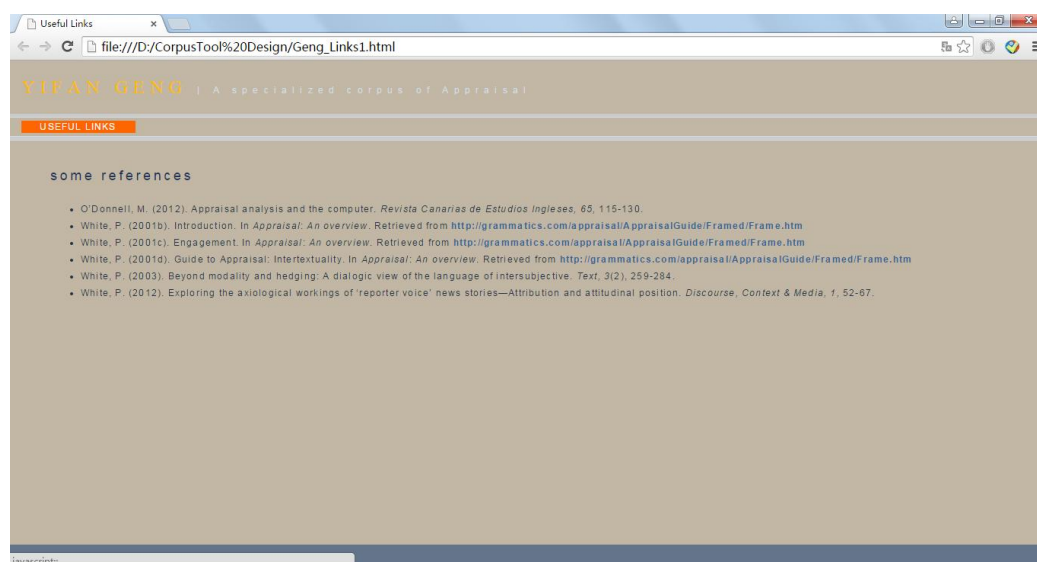 Useful Links
file:///D:/CorpusTool%20Design/Geng_Links1.html
YIFAN GENG | A specialized corpus of Appraisal
USEFUL LINKS
some references
• O'Donnell, M. (2012). Appraisal analysis and the computer. Revista Canarias de Estudios Ingleses, 65, 115-130.
• White, P. (2001b). Introduction. In Appraisal: An overview. Retrieved from http://grammatics.com/appraisal/AppraisalGuide/Framed/Frame.htm
• White, P. (2001c). Engagement. In Appraisal: An overview. Retrieved from http://grammatics.com/appraisal/AppraisalGuide/Framed/Frame.htm
• White, P. (2001d). Guide to Appraisal: Intertextuality. In Appraisal: An overview. Retrieved from http://grammatics.com/appraisal/AppraisalGuide/Framed/Frame.htm
• White, P. (2003). Beyond modality and hedging: A dialogic view of the language of intersubjective. Text, 3(2), 259-284.
• White, P. (2012). Exploring the axiological workings of 'reporter voice' news stories—Attribution and attitudinal position. Discourse, Context & Media, 1, 52-67.